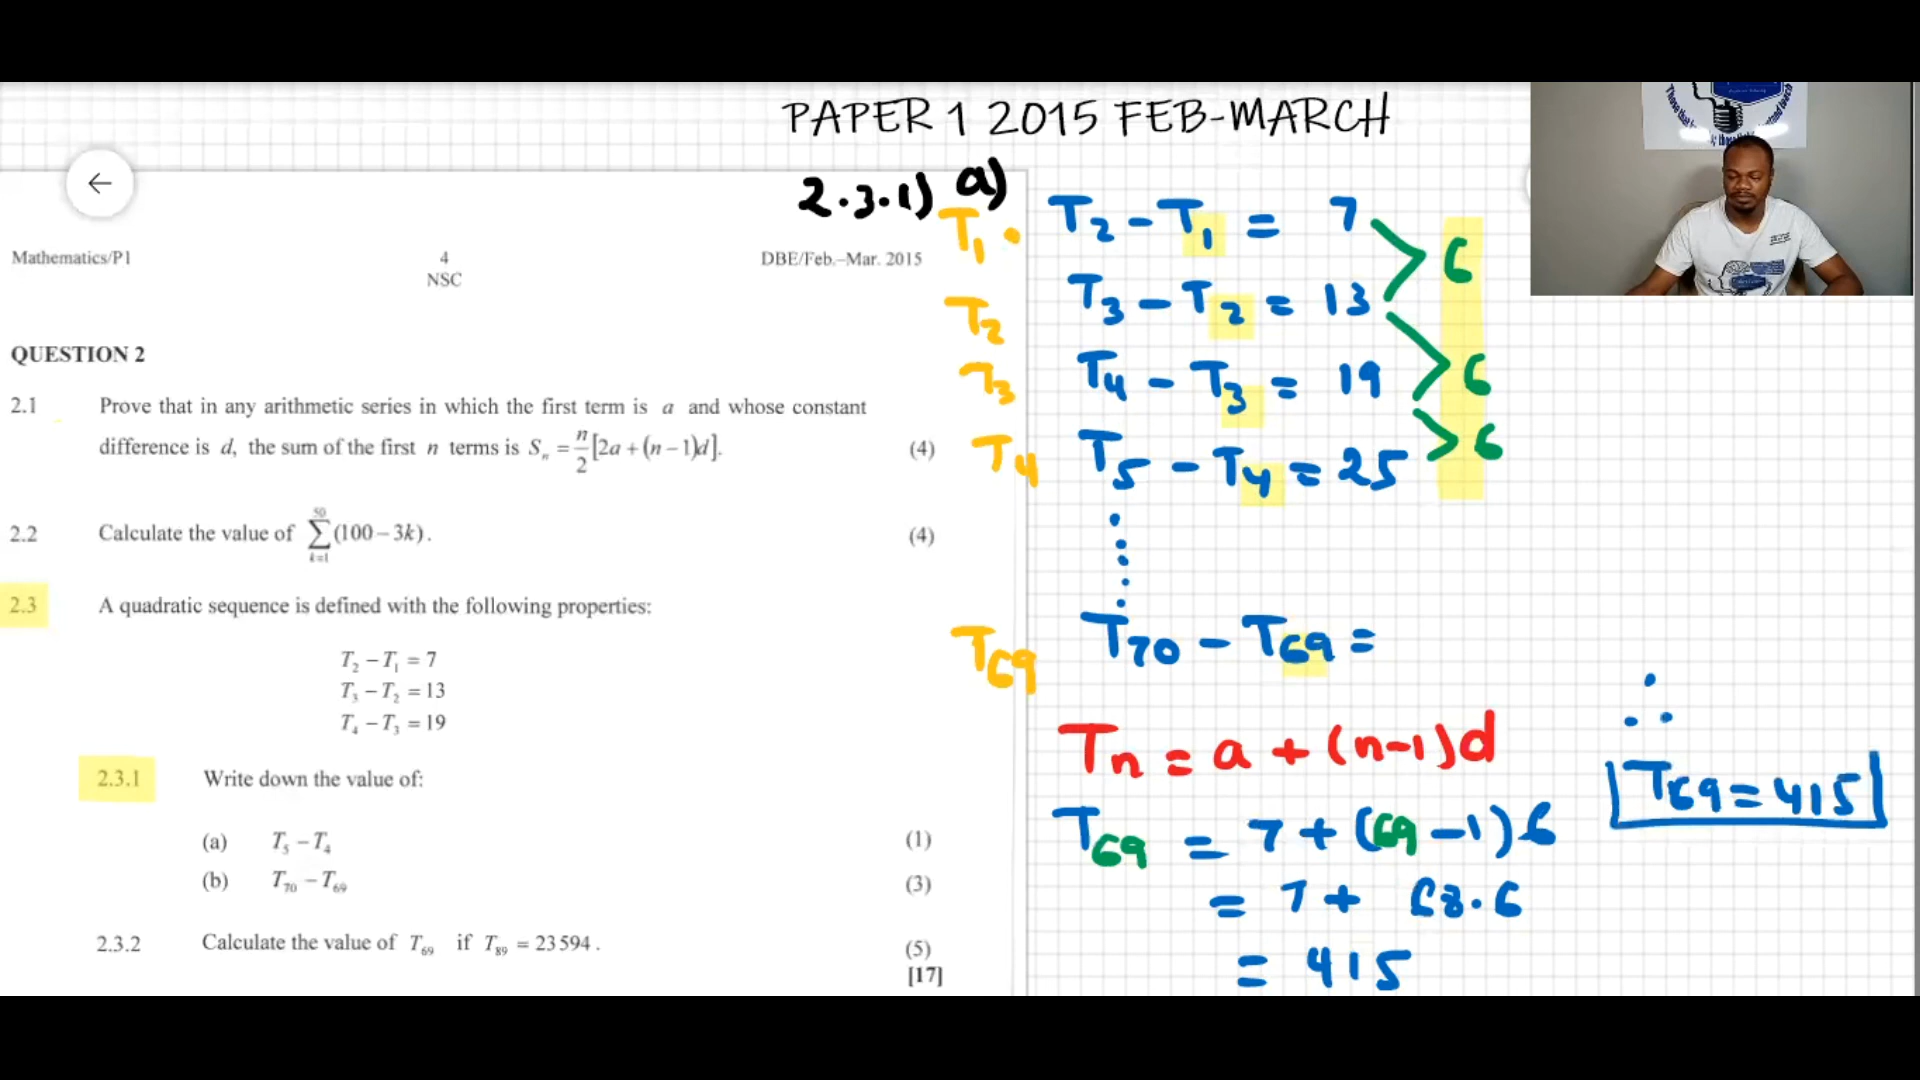 PAPER 1 2015 FEB-MARCH
Mathematics/P1
4
NSC
DBE/Feb.–Mar. 2015
QUESTION 2
2.1 Prove that in any arithmetic series in which the first term is a and whose constant
difference is d, the sum of the first n terms is Sₙ = n/2 [2a + (n – 1)d]. (4)
2.2 Calculate the value of ∑_{k=1}^{50} (100 – 3k). (4)
2.3 A quadratic sequence is defined with the following properties:
T₂ – T₁ = 7
T₃ – T₂ = 13
T₄ – T₃ = 19
2.3.1 Write down the value of:
(a) T₅ – T₄ (1)
(b) T₇₀ – T₆₉ (3)
2.3.2 Calculate the value of T₆₉ if T₈₉ = 23 594 . (5)
[17]
2.3.1) a)
T₁ T₂ – T₁ = 7
6
T₂ T₃ – T₂ = 13
6
T₃ T₄ – T₃ = 19
6
T₄ T₅ – T₄ = 25
T₆₉ T₇₀ – T₆₉ =
Tn = a + (n-1)d
T₆₉ = 7 + (69 – 1) 6
= 7 + 68.6
= 415
∴
T₆₉ = 415